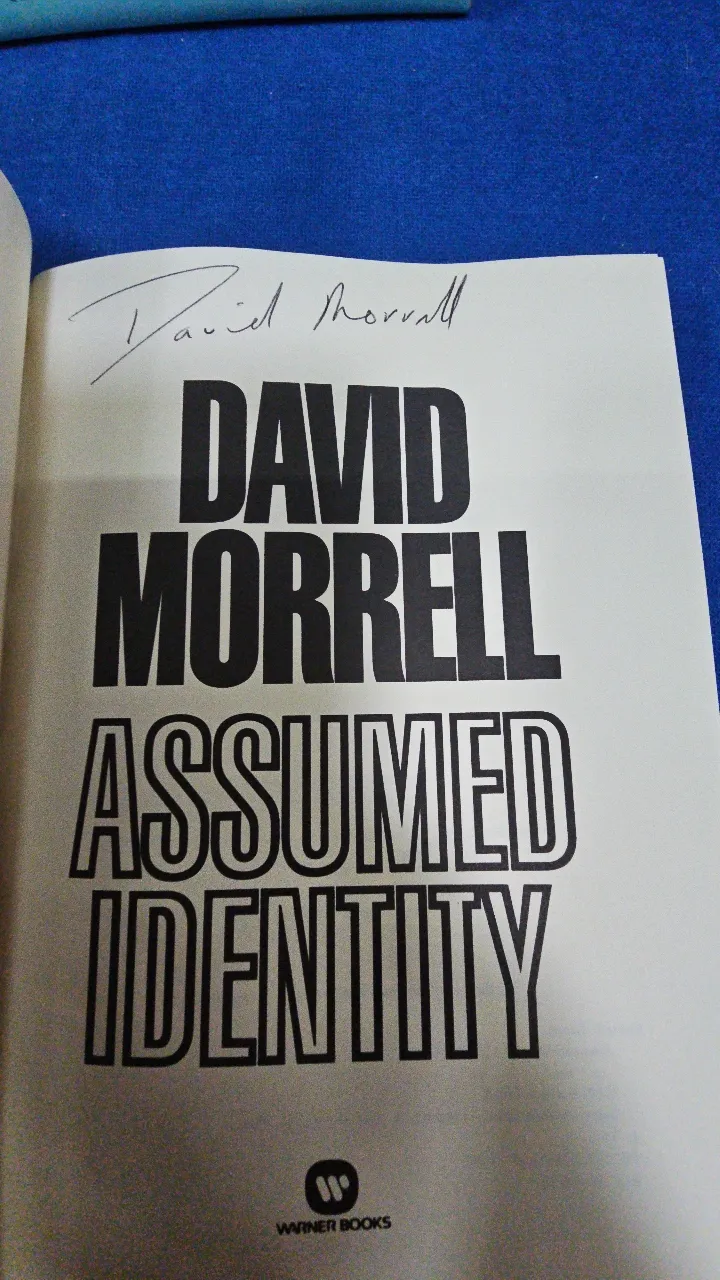 David Morrell
DAVID
MORRELL
ASSUMED
IDENTITY
WARNER BOOKS